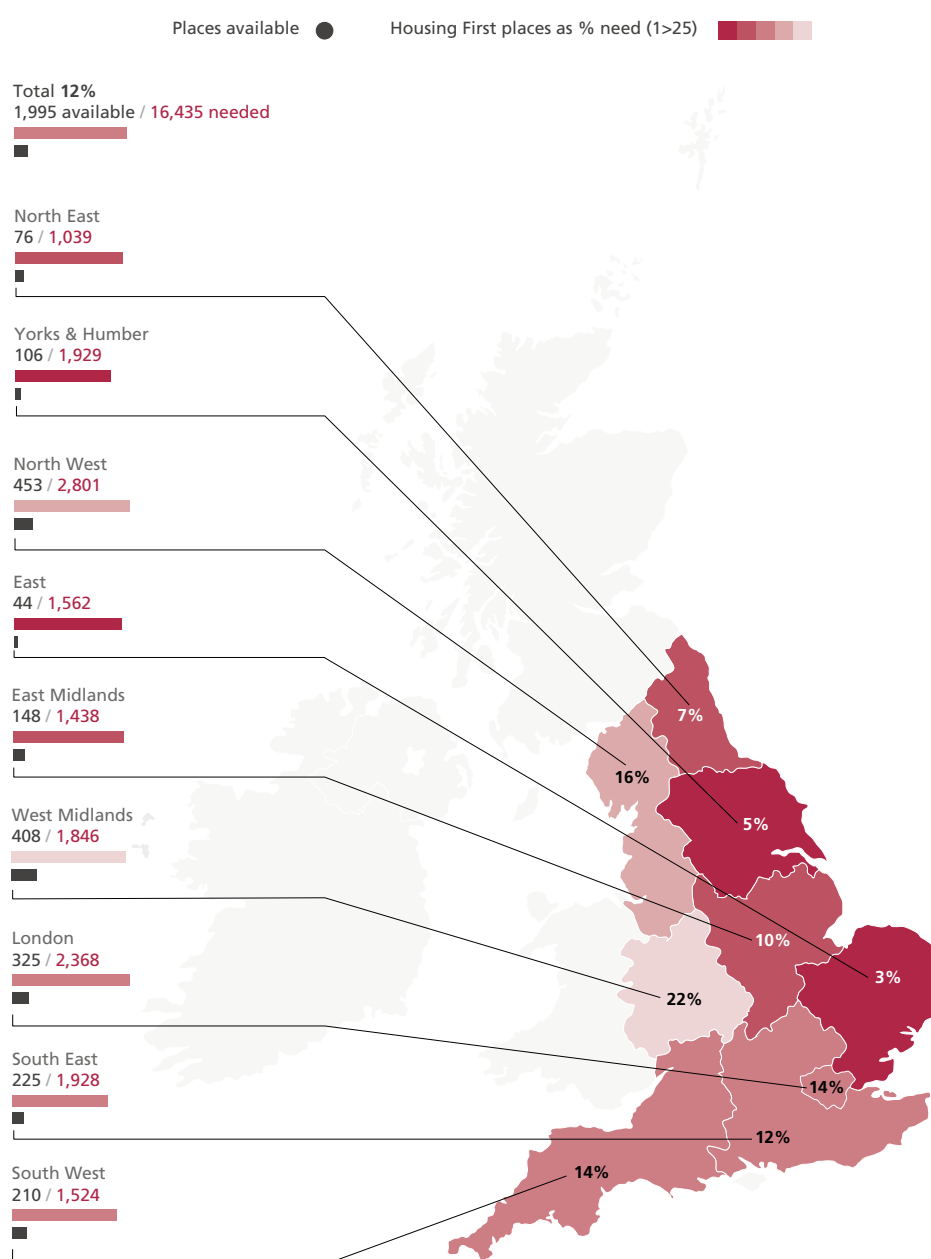 Places available
Housing First places as % need (1>25)
Total 12%
1,995 available / 16,435 needed
North East
76 / 1,039
Yorks & Humber
106 / 1,929
North West
453 / 2,801
East
44 / 1,562
East Midlands
148 / 1,438
West Midlands
408 / 1,846
London
325 / 2,368
South East
225 / 1,928
South West
210 / 1,524
7%
16%
5%
10%
3%
22%
14%
12%
14%